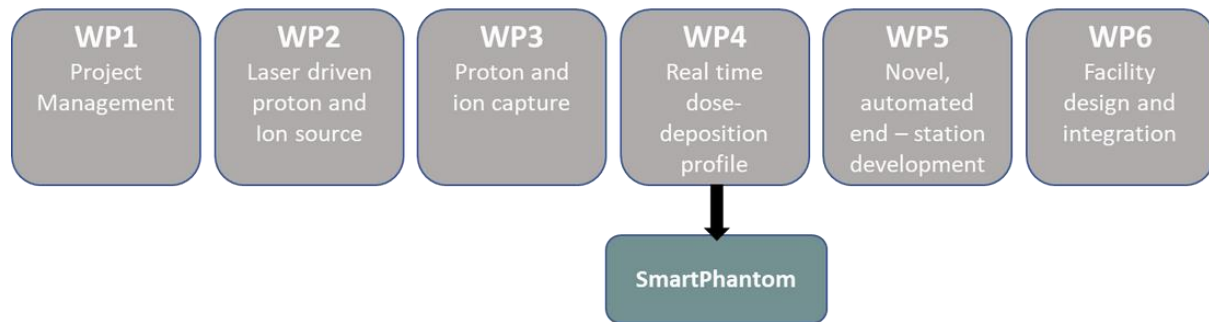 WP1
Project
Management
WP2
Laser driven
proton and
Ion source
WP3
Proton and
ion capture
WP4
Real time
dose-
deposition
profile
WP5
Novel,
automated
end – station
development
WP6
Facility
design and
integration
SmartPhantom